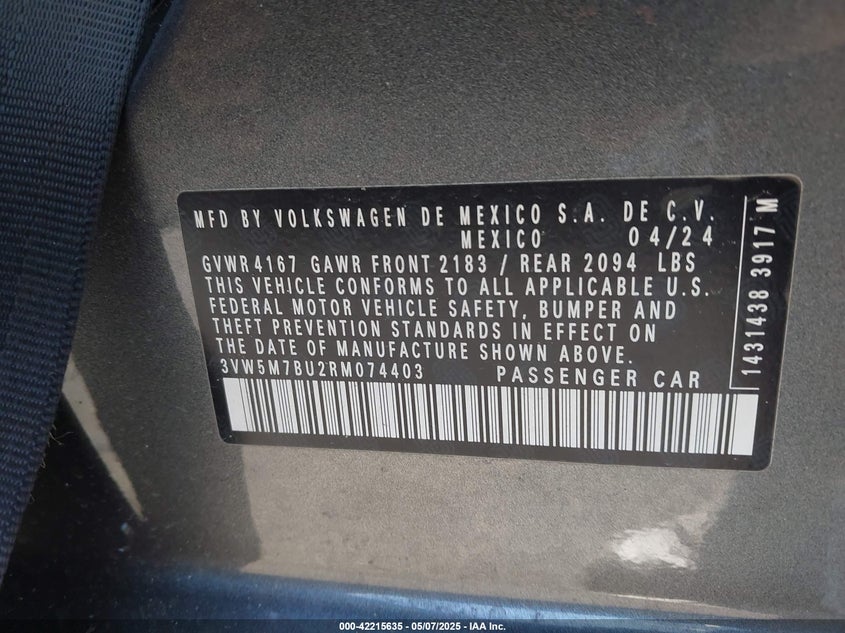 MFD BY VOLKSWAGEN DE MEXICO S.A. DE C.V.
MEXICO 04/24
GVWR 4167 GAWR FRONT 2183 / REAR 2094 LBS
THIS VEHICLE CONFORMS TO ALL APPLICABLE U.S.
FEDERAL MOTOR VEHICLE SAFETY, BUMPER AND
THEFT PREVENTION STANDARDS IN EFFECT ON
THE DATE OF MANUFACTURE SHOWN ABOVE.
3VW5M7BU2RM074403 PASSENGER CAR
1431438 3917 M
000-42215635 - 05/07/2025 - IAA Inc.